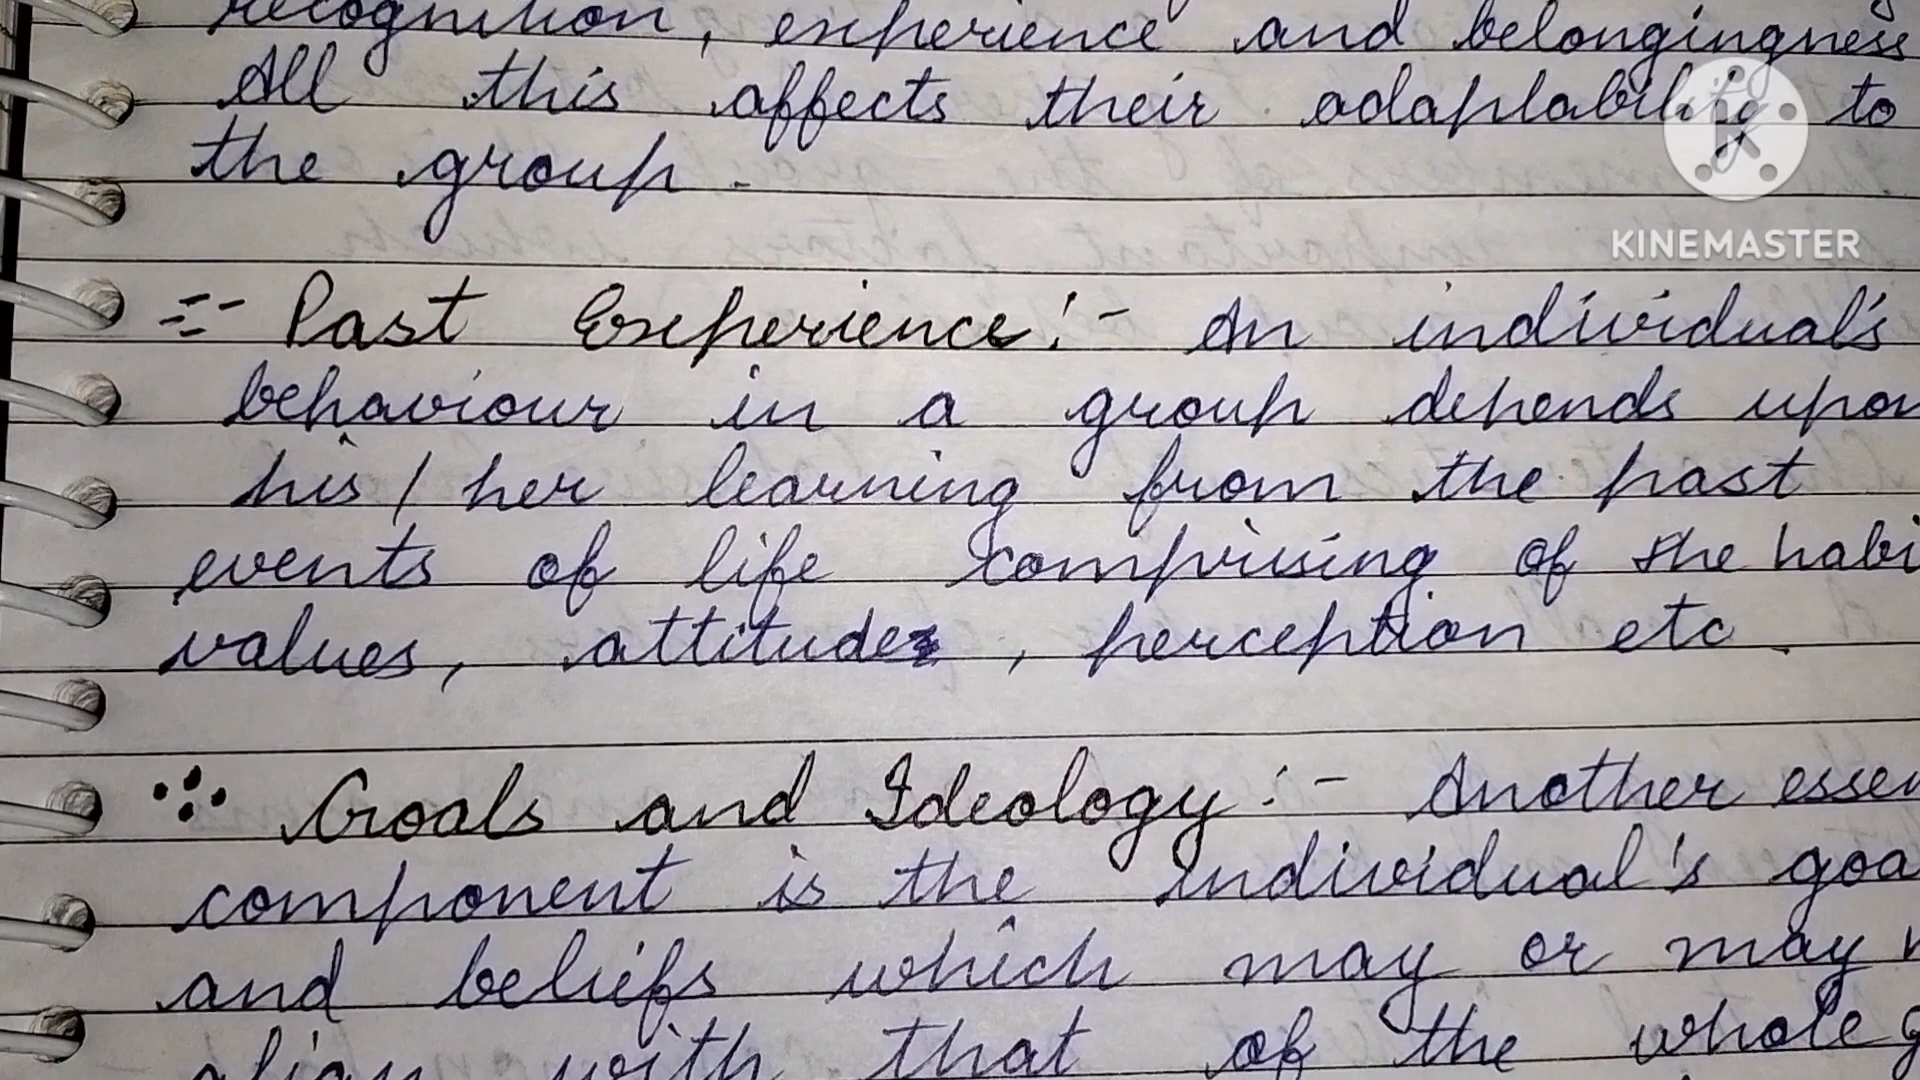 recognition, experience and belongingness
All this affects their adaptability to
the group.
KINEMASTER
Past Experience:- An individual's
behaviour in a group depends upon
his/her learning from the past
events of life comprising of the habi
values, attitudes, perception etc.
Goals and Ideology:- Another essen
component is the individual's goa
and beliefs which may or may
align with that of the whole g